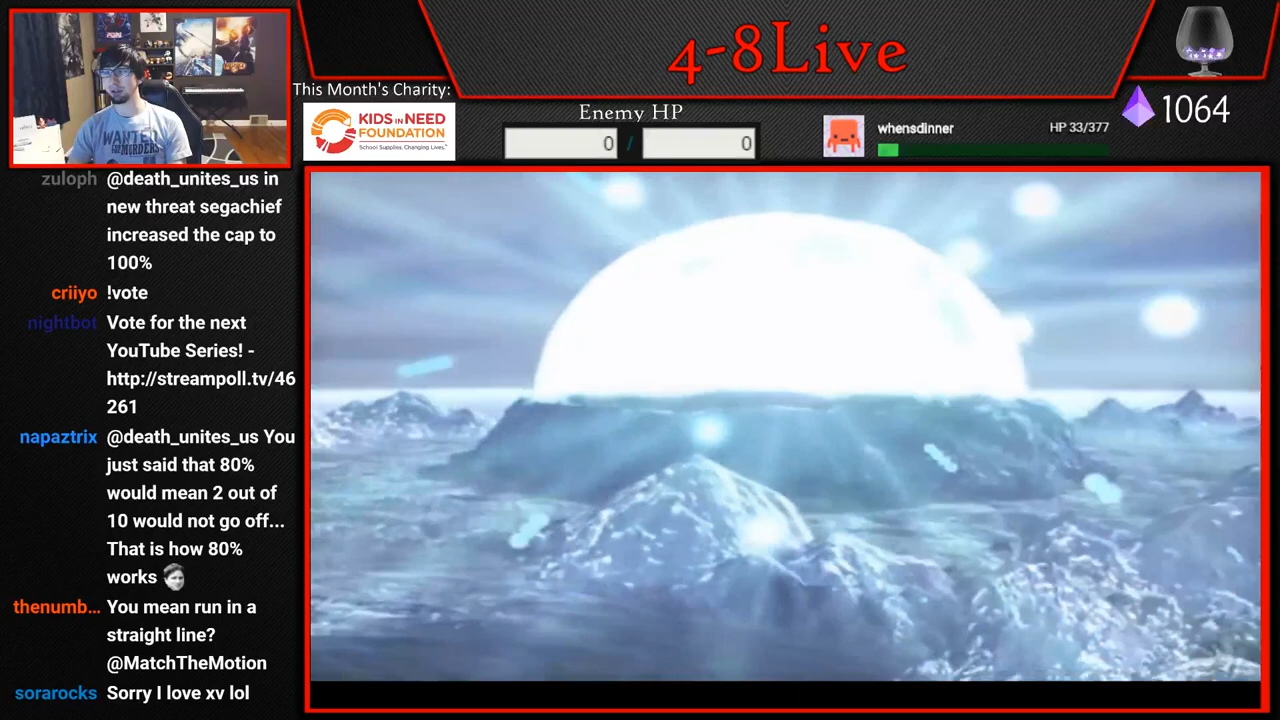 4-8Live
This Month's Charity:
KIDS IN NEED
FOUNDATION
School Supplies. Changing Lives.
Enemy HP
0 / 0
whensdinner HP 33/377
1064
WANTED
FOR MURDERS
zuloph @death_unites_us in
new threat segachief
increased the cap to
100%
criiyo !vote
nightbot Vote for the next
YouTube Series! -
http://streampoll.tv/46
261
napaztrix @death_unites_us You
just said that 80%
would mean 2 out of
10 would not go off...
That is how 80%
works
thenumb... You mean run in a
straight line?
@MatchTheMotion
sorarocks Sorry I love xv lol